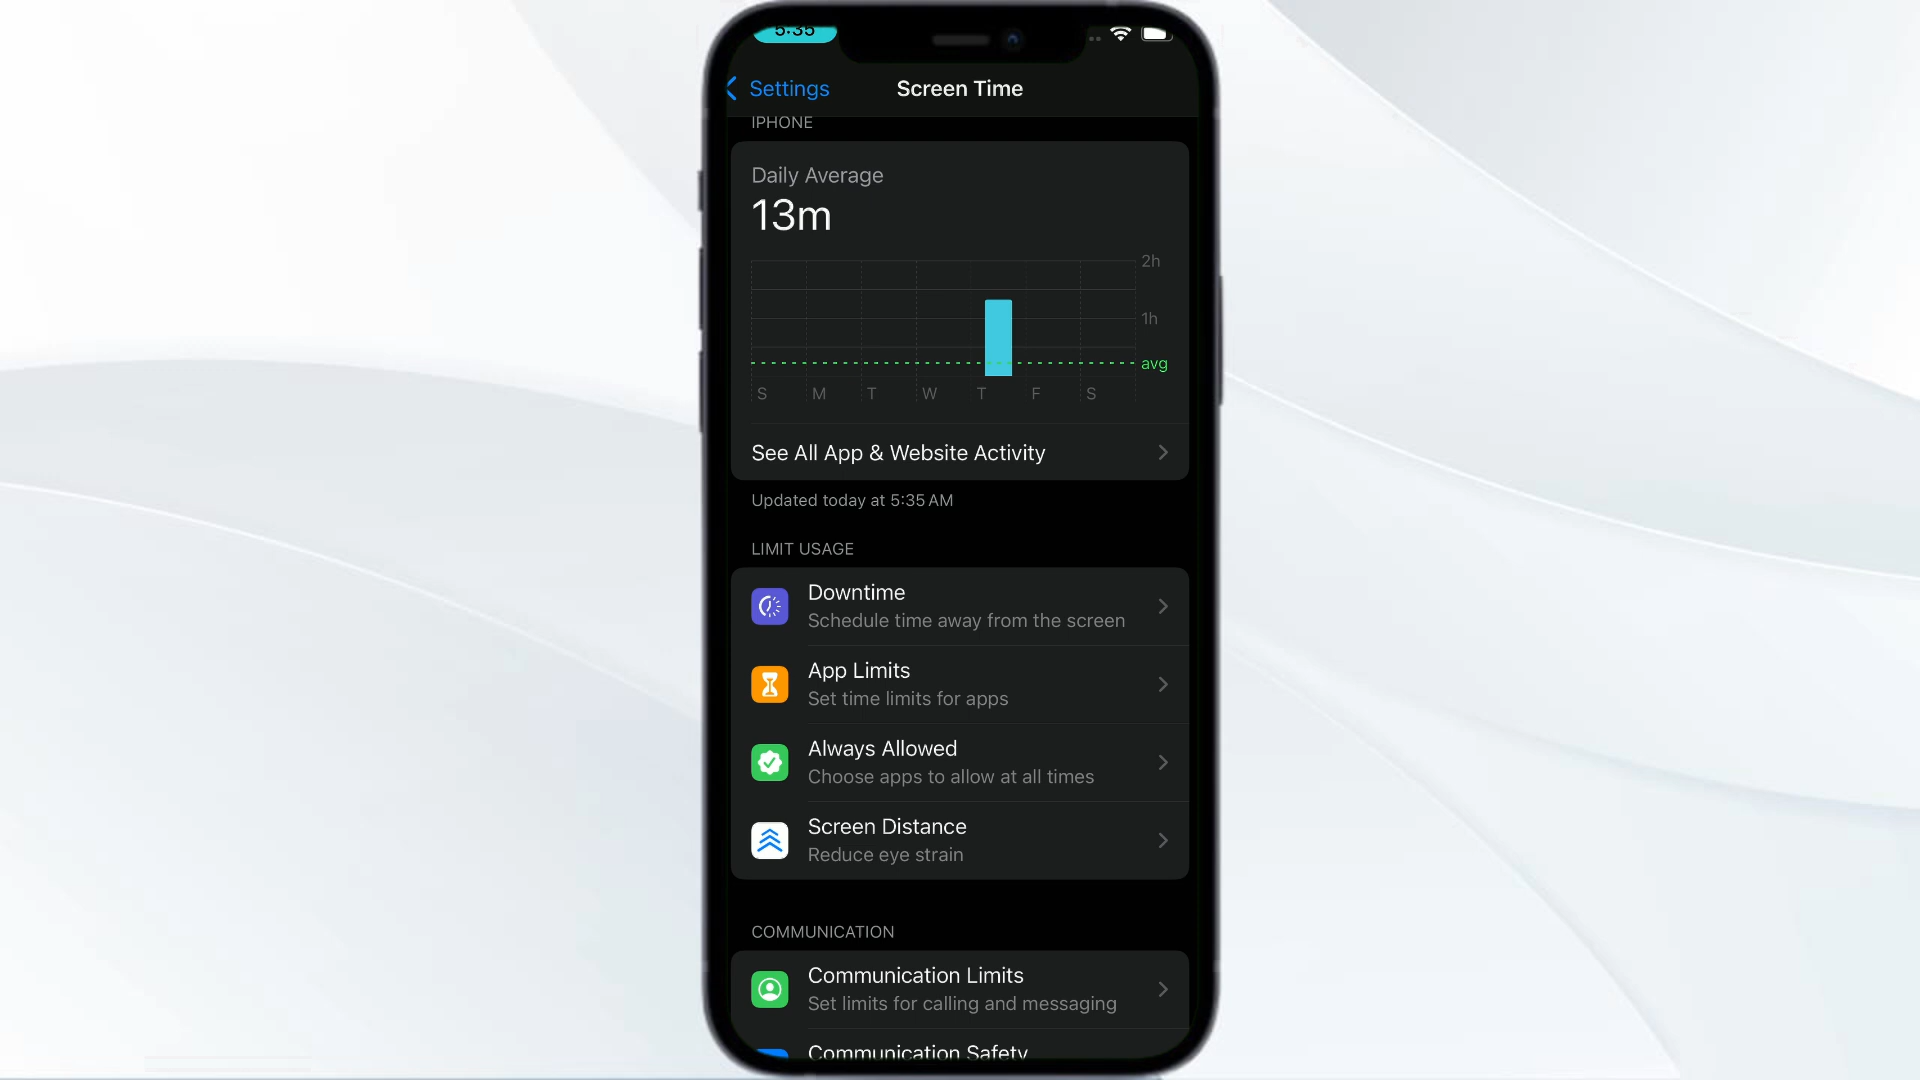 5:35
Settings
Screen Time
IPHONE
Daily Average
13m
2h
1h
avg
S M T W T F S
See All App & Website Activity
Updated today at 5:35 AM
LIMIT USAGE
Downtime
Schedule time away from the screen
App Limits
Set time limits for apps
Always Allowed
Choose apps to allow at all times
Screen Distance
Reduce eye strain
COMMUNICATION
Communication Limits
Set limits for calling and messaging
Communication Safety